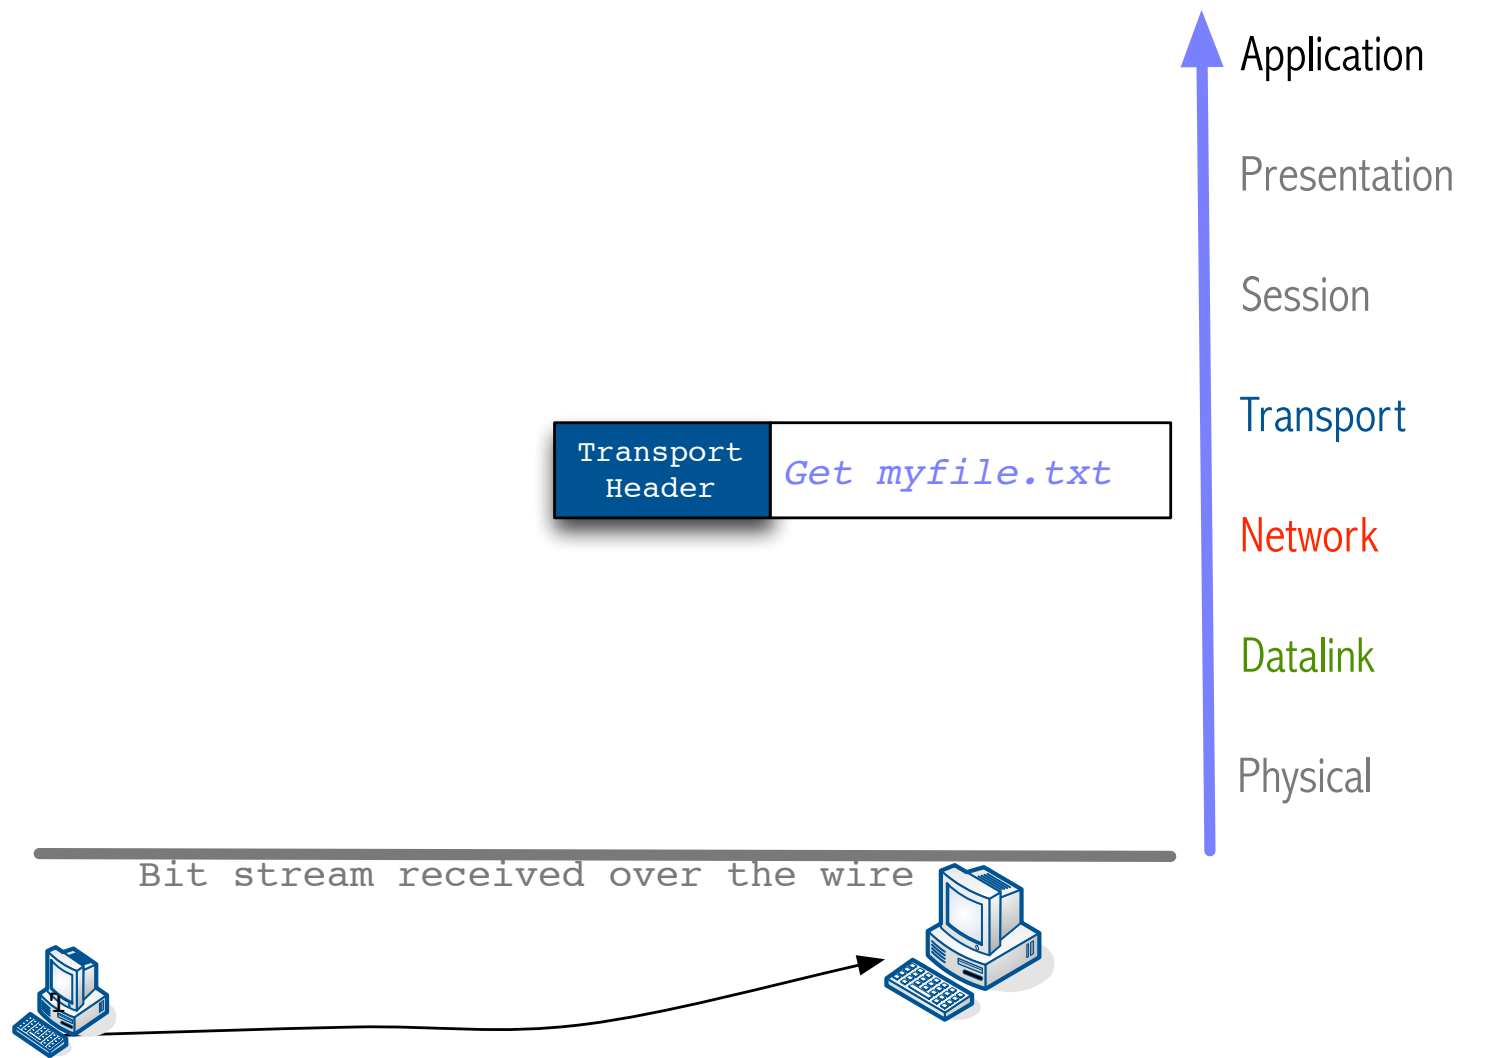 Application
Presentation
Session
Transport
Transport
Header
Get myfile.txt
Network
Datalink
Physical
Bit stream received over the wire